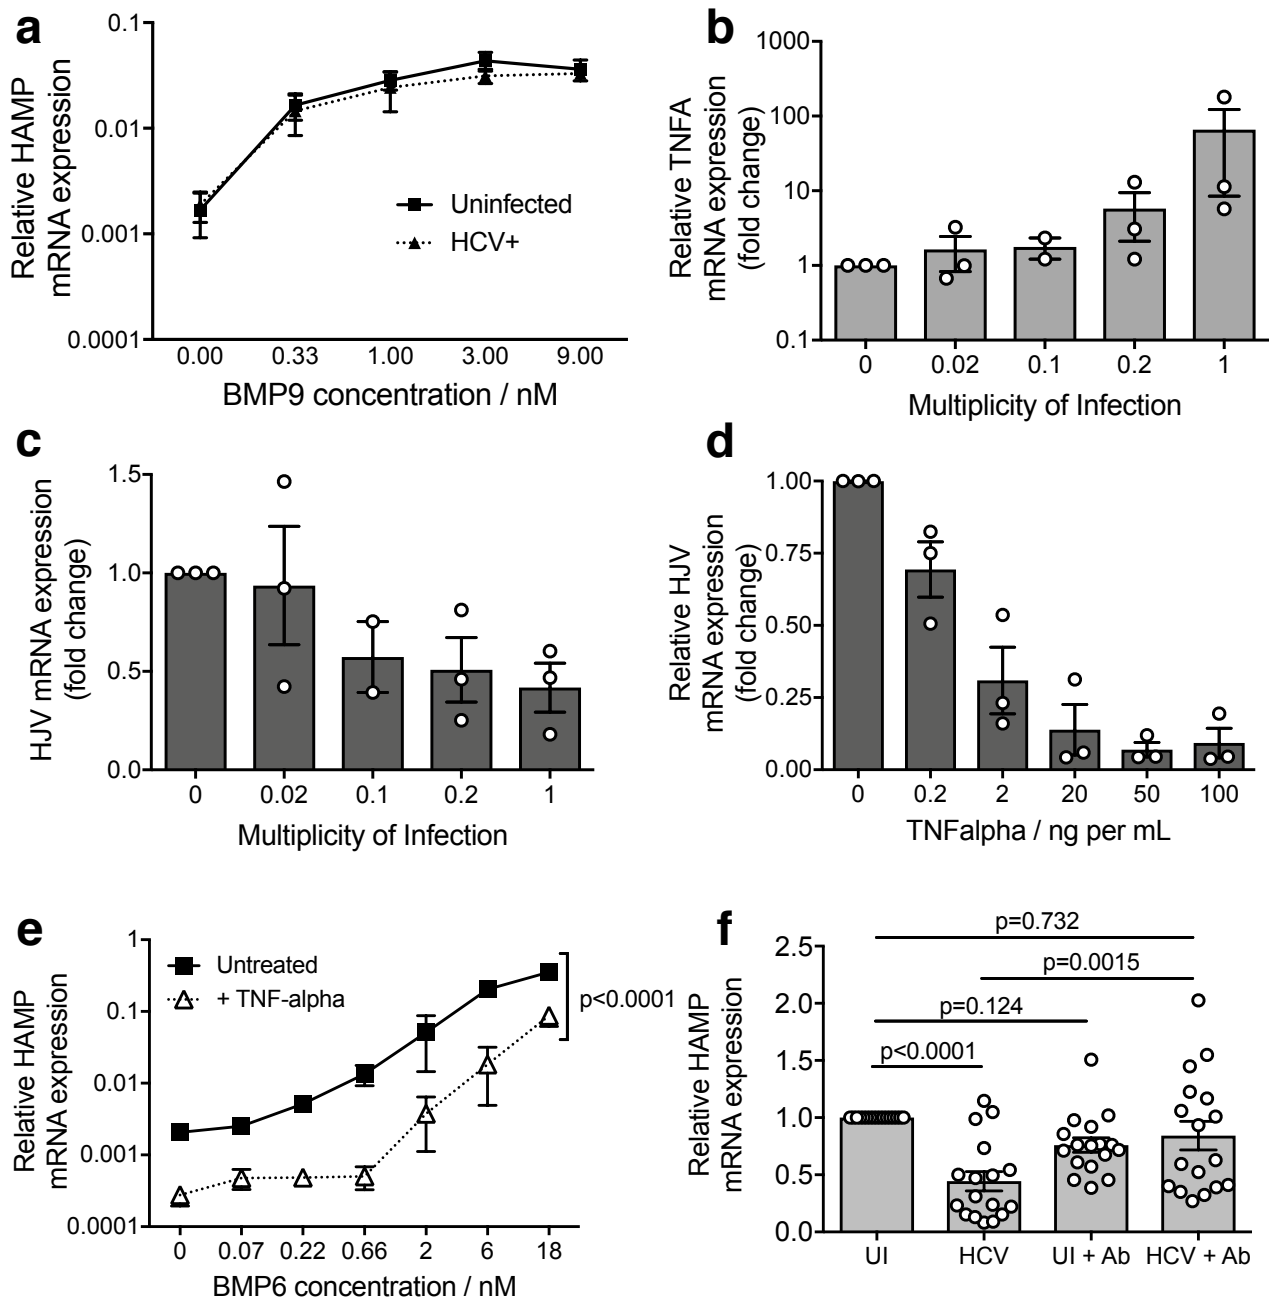 a
0.1
0.01
0.001
0.0001
Relative HAMP
mRNA expression
Uninfected
HCV+
0.00 0.33 1.00 3.00 9.00
BMP9 concentration / nM
b
1000
100
10
1
0.1
Relative TNFA
mRNA expression
(fold change)
0 0.02 0.1 0.2 1
Multiplicity of Infection
c
1.5
1.0
0.5
0.0
HJV mRNA expression
(fold change)
0 0.02 0.1 0.2 1
Multiplicity of Infection
d
1.00
0.75
0.50
0.25
0.00
Relative HJV
mRNA expression
(fold change)
0 0.2 2 20 50 100
TNFalpha / ng per mL
e
1
0.1
0.01
0.001
0.0001
Relative HAMP
mRNA expression
Untreated
+ TNF-alpha
p<0.0001
0 0.07 0.22 0.66 2 6 18
BMP6 concentration / nM
f
2.5
2.0
1.5
1.0
0.5
0.0
Relative HAMP
mRNA expression
p=0.732
p=0.0015
p=0.124
p<0.0001
UI HCV UI + Ab HCV + Ab